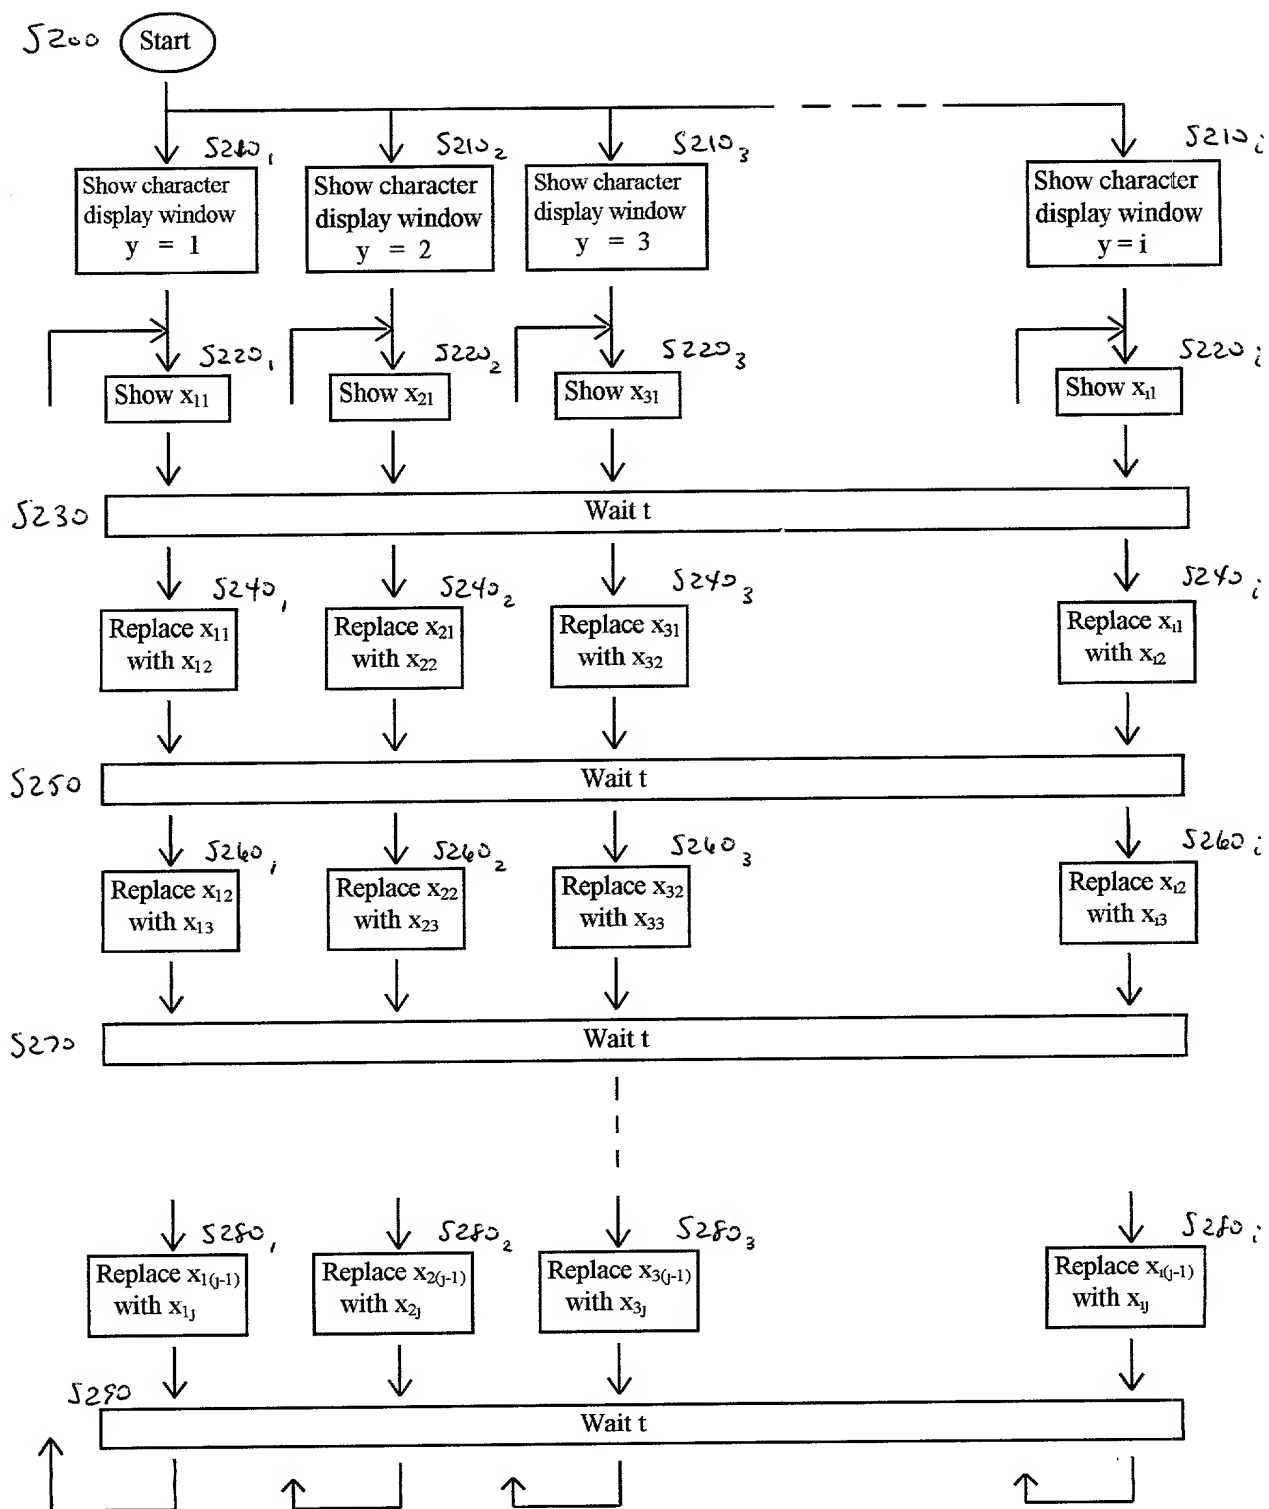 S200 Start
S210₁ S210₂ S210₃ S210ᵢ
Show character
display window
y = 1
Show character
display window
y = 2
Show character
display window
y = 3
Show character
display window
y = i
S220₁ S220₂ S220₃ S220ᵢ
Show x₁₁
Show x₂₁
Show x₃₁
Show xᵢ₁
S230 Wait t
S240₁ S240₂ S240₃ S240ᵢ
Replace x₁₁
with x₁₂
Replace x₂₁
with x₂₂
Replace x₃₁
with x₃₂
Replace xᵢ₁
with xᵢ₂
S250 Wait t
S260₁ S260₂ S260₃ S260ᵢ
Replace x₁₂
with x₁₃
Replace x₂₂
with x₂₃
Replace x₃₂
with x₃₃
Replace xᵢ₂
with xᵢ₃
S270 Wait t
S280₁ S280₂ S280₃ S280ᵢ
Replace x₁₍ⱼ₋₁₎
with x₁ⱼ
Replace x₂₍ⱼ₋₁₎
with x₂ⱼ
Replace x₃₍ⱼ₋₁₎
with x₃ⱼ
Replace xᵢ₍ⱼ₋₁₎
with xᵢⱼ
S290
Wait t